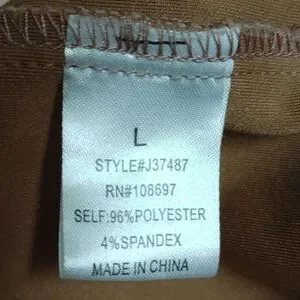 L
STYLE#J37487
RN#108697
SELF:96%POLYESTER
4%SPANDEX
MADE IN CHINA